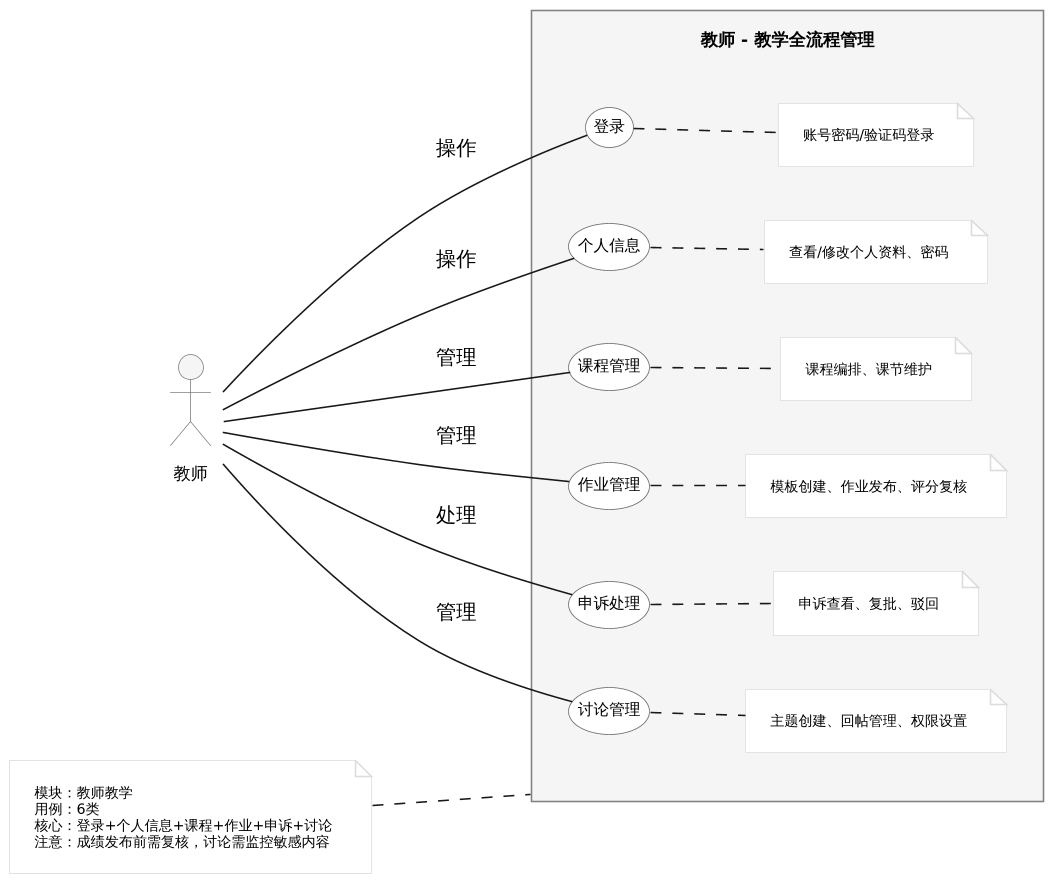 教师 - 教学全流程管理
操作
登录
账号密码/验证码登录
操作
个人信息
查看/修改个人资料、密码
管理
课程管理
课程编排、课节维护
管理
作业管理
模板创建、作业发布、评分复核
教师
处理
申诉处理
申诉查看、复批、驳回
管理
讨论管理
主题创建、回帖管理、权限设置
模块：教师教学
用例：6类
核心：登录+个人信息+课程+作业+申诉+讨论
注意：成绩发布前需复核，讨论需监控敏感内容